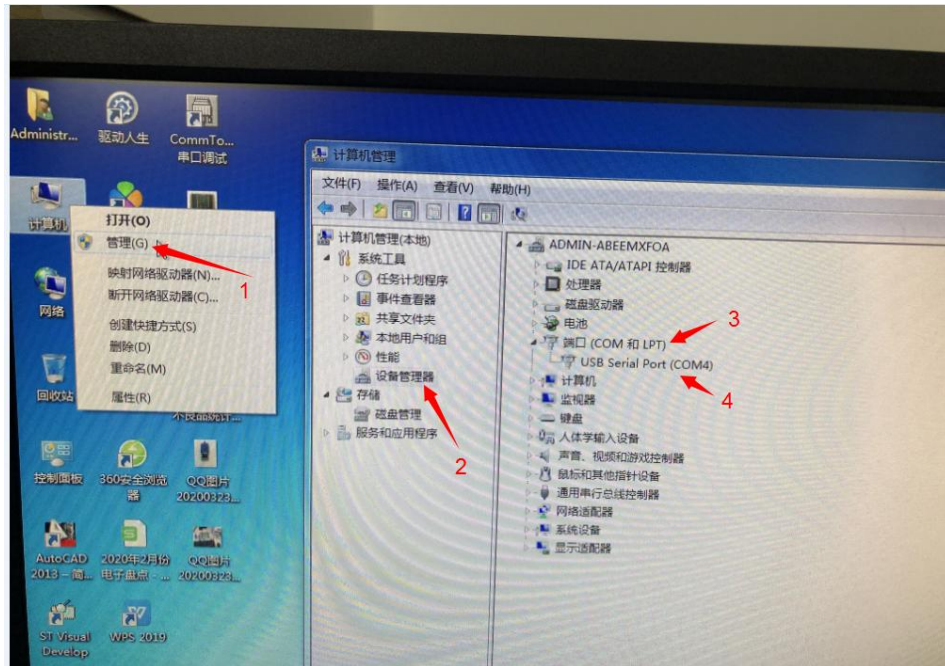 Administr...
驱动人生
CommTo...
串口调试
计算机
打开(O)
管理(G)
映射网络驱动器(N)...
断开网络驱动器(C)...
创建快捷方式(S)
删除(D)
重命名(M)
属性(R)
1
网络
回收站
控制面板
360安全浏览
器
QQ图片
20200323...
AutoCAD
2013 – 简...
2020年2月份
电子盘点 - ...
QQ图片
20200323...
ST Visual
Develop
WPS 2019
计算机管理
文件(F) 操作(A) 查看(V) 帮助(H)
计算机管理(本地)
系统工具
任务计划程序
事件查看器
共享文件夹
本地用户和组
性能
设备管理器
存储
磁盘管理
服务和应用程序
2
ADMIN-ABEEMXFOA
IDE ATA/ATAPI 控制器
处理器
磁盘驱动器
电池
端口 (COM 和 LPT)
3
USB Serial Port (COM4)
4
计算机
监视器
键盘
人体学输入设备
声音、视频和游戏控制器
鼠标和其他指针设备
通用串行总线控制器
网络适配器
系统设备
显示适配器